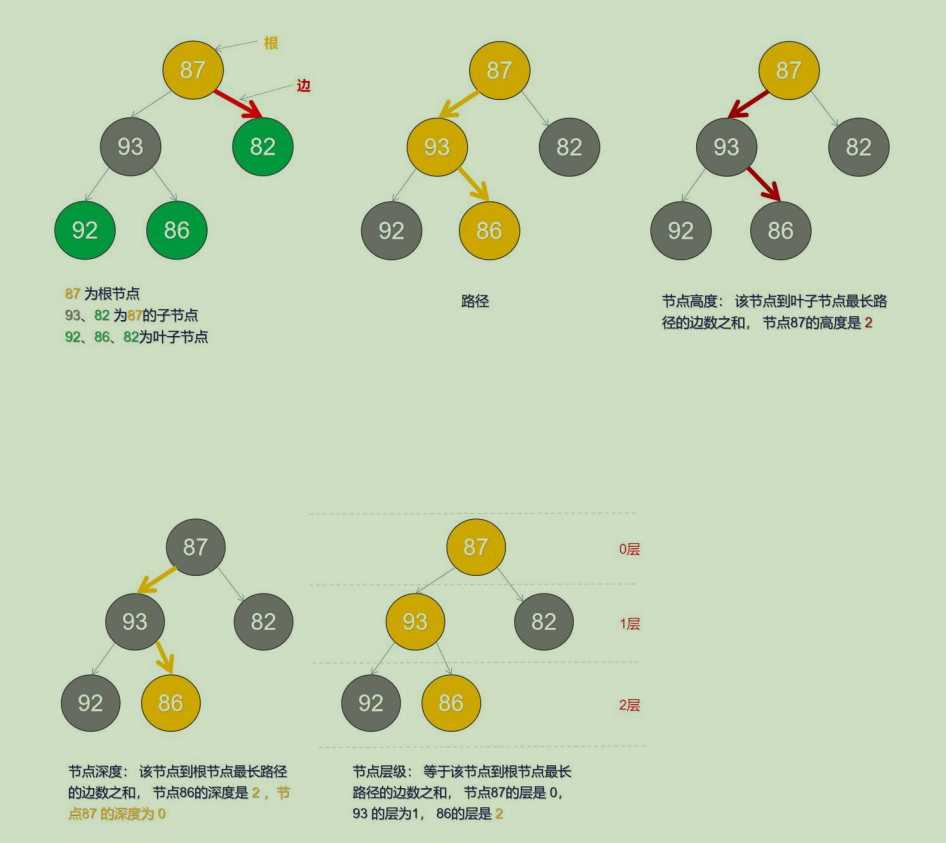 87
根
边
93
82
92
86
87 为根节点
93、82 为87的子节点
92、86、82为叶子节点
87
93
82
92
86
路径
87
93
82
92
86
节点高度： 该节点到叶子节点最长路
径的边数之和， 节点87的高度是 2
87
93
82
92
86
节点深度： 该节点到根节点最长路径
的边数之和， 节点86的深度是 2 ，节
点87 的深度为 0
87
0层
93
82
1层
92
86
2层
节点层级： 等于该节点到根节点最长
路径的边数之和， 节点87的层是 0，
93 的层为1， 86的层是 2